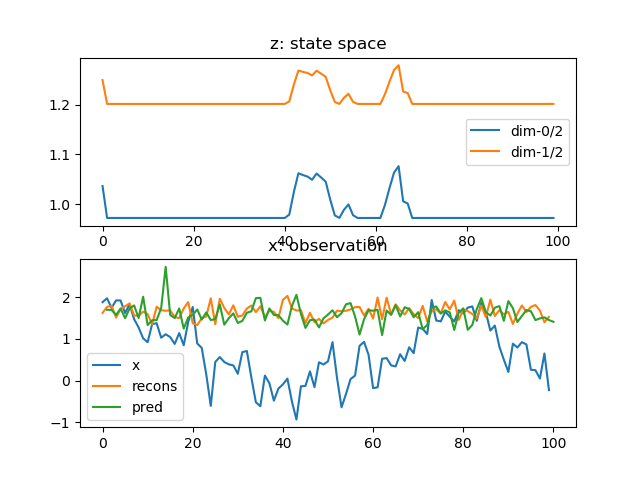 z: state space
1.2
1.1
1.0
dim-0/2
dim-1/2
0 20 40 60 80 100
x: observation
2
1
0
−1
x
recons
pred
0 20 40 60 80 100